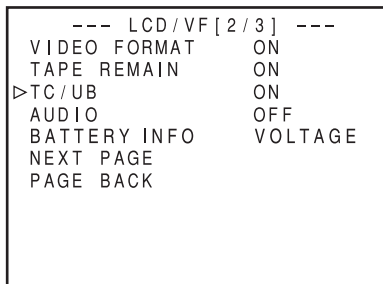 --- LCD/VF[2/3] ---
VIDEO FORMAT ON
TAPE REMAIN ON
▷TC/UB ON
AUDIO OFF
BATTERY INFO VOLTAGE
NEXT PAGE
PAGE BACK